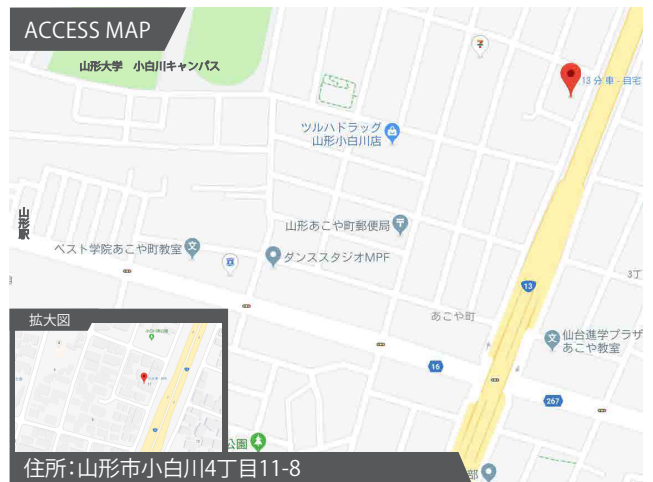 ACCESS MAP
山形大学 小白川キャンパス
13 分 車 - 自宅
ツルハドラッグ
山形小白川店
山形あこや町郵便局
山形駅
ベスト学院あこや町教室
ダンススタジオMPF
3丁
13
あこや町
仙台進学プラザ
あこや教室
16
267
拡大図
公園
部
住所：山形市小白川4丁目11-8